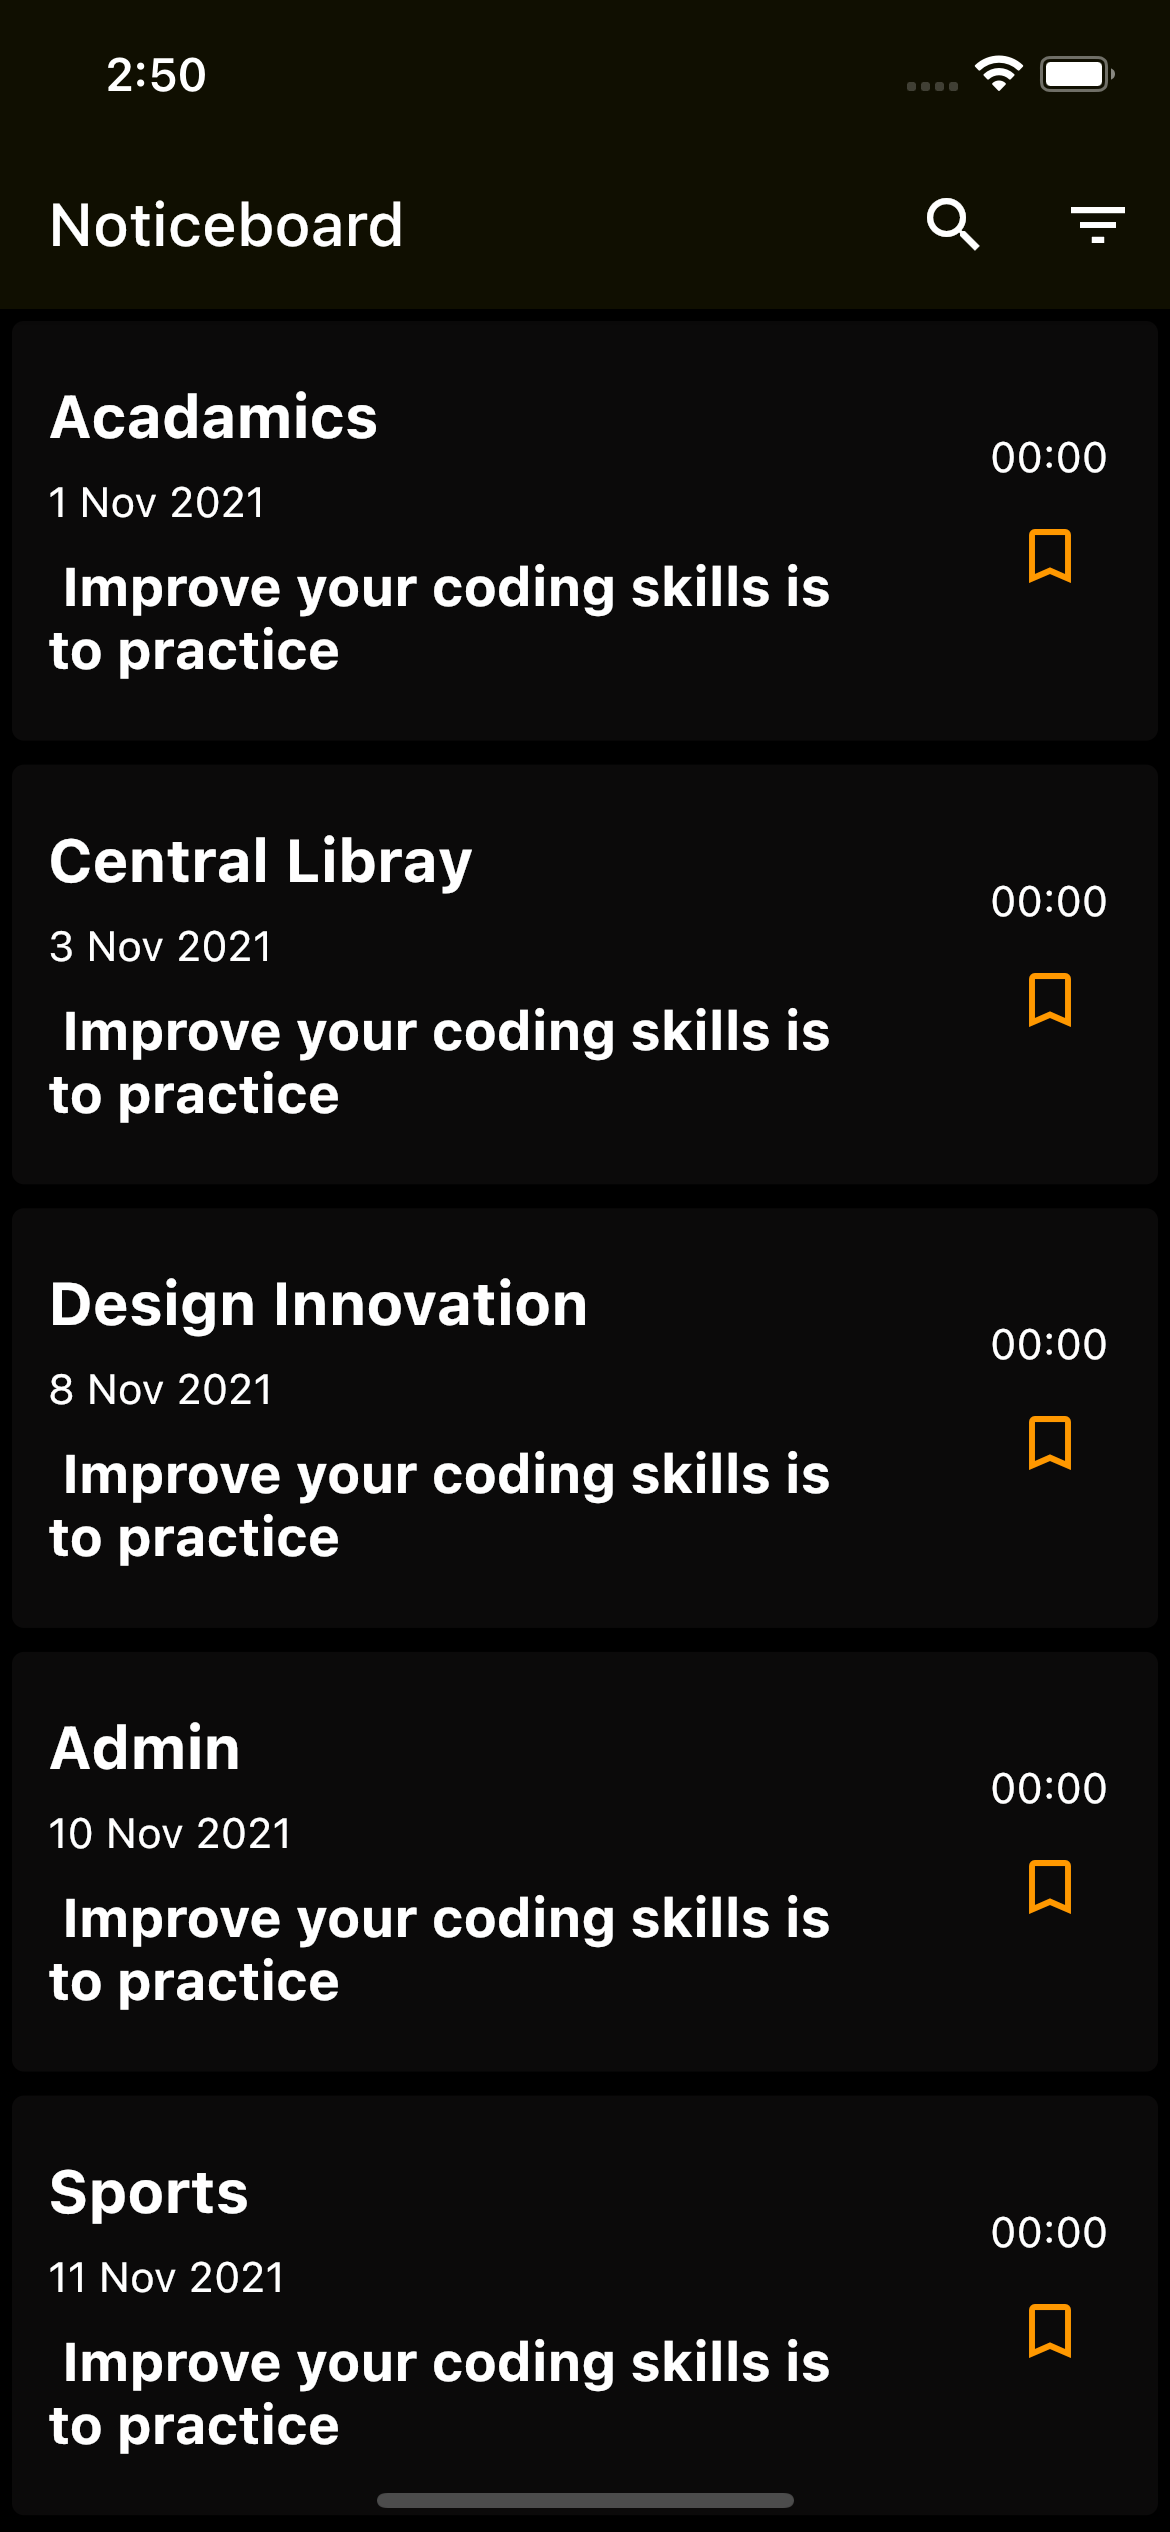 2:50
Noticeboard
Acadamics
00:00
1 Nov 2021
Improve your coding skills is
to practice
Central Libray
00:00
3 Nov 2021
Improve your coding skills is
to practice
Design Innovation
00:00
8 Nov 2021
Improve your coding skills is
to practice
Admin
00:00
10 Nov 2021
Improve your coding skills is
to practice
Sports
00:00
11 Nov 2021
Improve your coding skills is
to practice